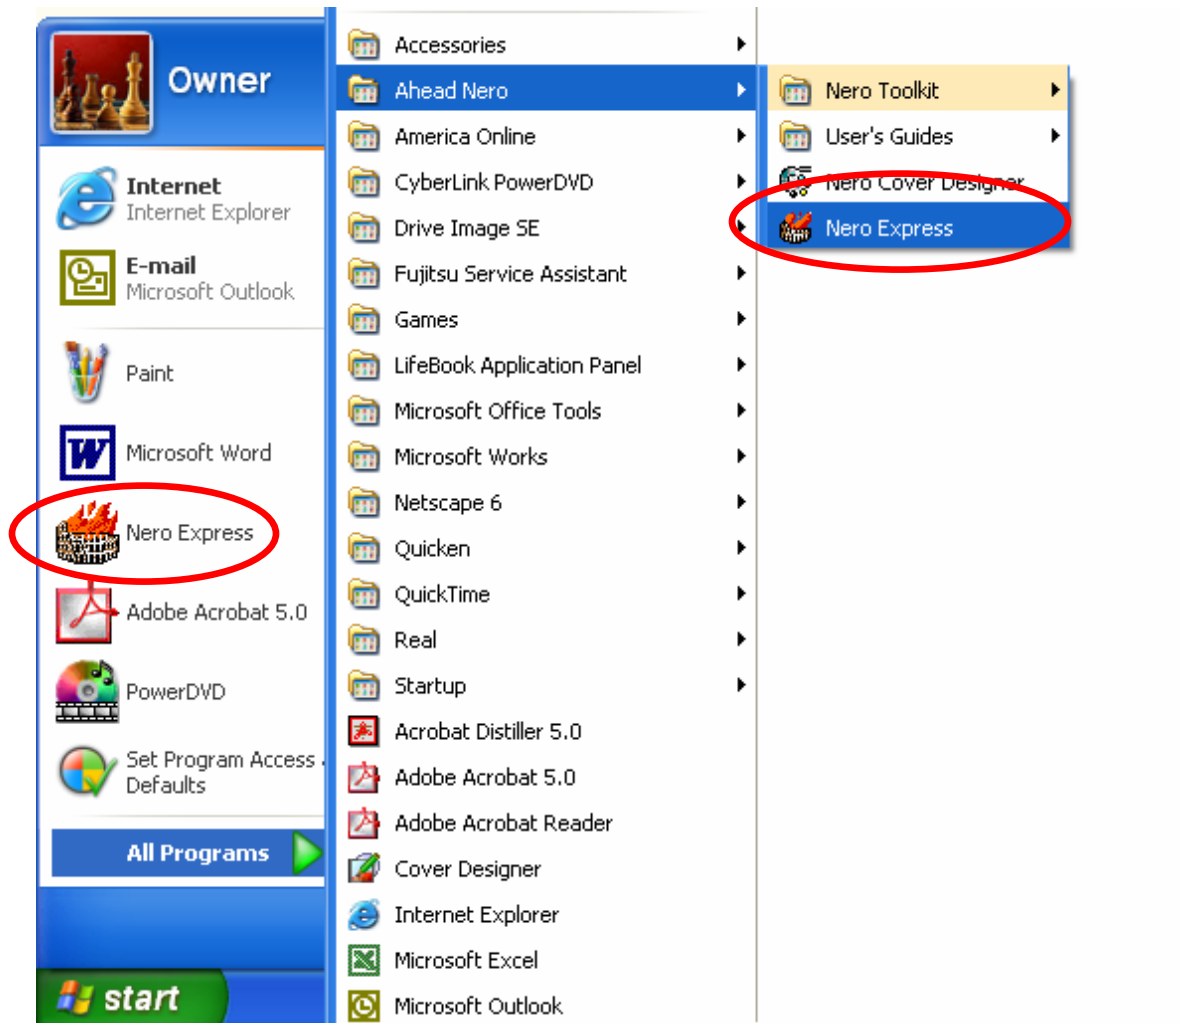 Owner
Internet
Internet Explorer
E-mail
Microsoft Outlook
Paint
Microsoft Word
Nero Express
Adobe Acrobat 5.0
PowerDVD
Set Program Access
Defaults
All Programs
start
Accessories
Ahead Nero
America Online
CyberLink PowerDVD
Drive Image SE
Fujitsu Service Assistant
Games
LifeBook Application Panel
Microsoft Office Tools
Microsoft Works
Netscape 6
Quicken
QuickTime
Real
Startup
Acrobat Distiller 5.0
Adobe Acrobat 5.0
Adobe Acrobat Reader
Cover Designer
Internet Explorer
Microsoft Excel
Microsoft Outlook
Nero Toolkit
User's Guides
Nero Cover Designer
Nero Express